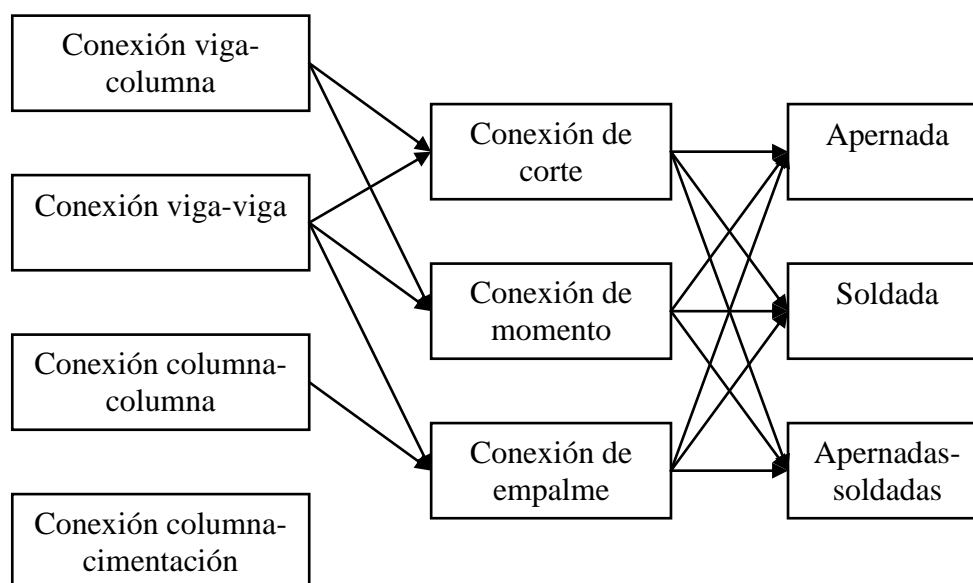 Conexión viga-
columna
Conexión viga-viga
Conexión columna-
columna
Conexión columna-
cimentación
Conexión de
corte
Conexión de
momento
Conexión de
empalme
Apernada
Soldada
Apernadas-
soldadas